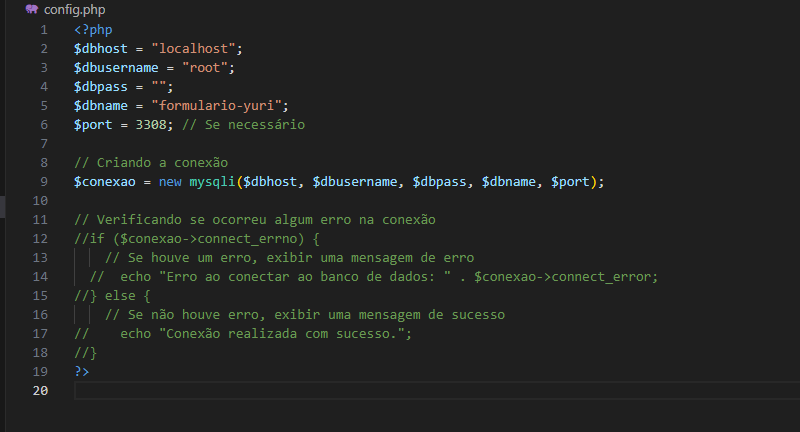 config.php
1 <?php
2 $dbhost = "localhost";
3 $dbusername = "root";
4 $dbpass = "";
5 $dbname = "formulario-yuri";
6 $port = 3308; // Se necessário
7
8 // Criando a conexão
9 $conexao = new mysqli($dbhost, $dbusername, $dbpass, $dbname, $port);
10
11 // Verificando se ocorreu algum erro na conexão
12 //if ($conexao->connect_errno) {
13     // Se houve um erro, exibir uma mensagem de erro
14   //  echo "Erro ao conectar ao banco de dados: " . $conexao->connect_error;
15 //} else {
16     // Se não houve erro, exibir uma mensagem de sucesso
17 //    echo "Conexão realizada com sucesso.";
18 //}
19 ?>
20